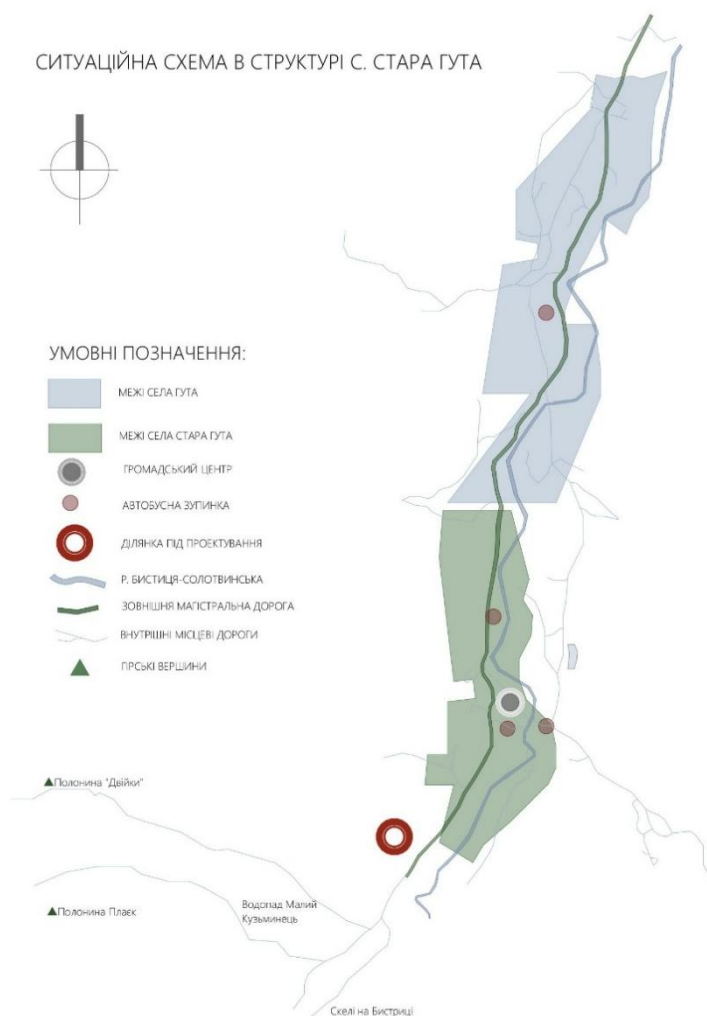 СИТУАЦІЙНА СХЕМА В СТРУКТУРІ С. СТАРА ГУТА
УМОВНІ ПОЗНАЧЕННЯ:
МЕЖІ СЕЛА ГУТА
МЕЖІ СЕЛА СТАРА ГУТА
ГРОМАДСЬКИЙ ЦЕНТР
АВТОБУСНА ЗУПИНКА
ДІЛЯНКА ПІД ПРОЕКТУВАННЯ
Р. БИСТИЦЯ-СОЛОТВИНСЬКА
ЗОВНІШНЯ МАГІСТРАЛЬНА ДОРОГА
ВНУТРІШНІ МІСЦЕВІ ДОРОГИ
ГІРСЬКІ ВЕРШИНИ
Полонина "Двійки"
Полонина Плаєк
Водопад Малий
Кузьминець
Скелі на Бистриці